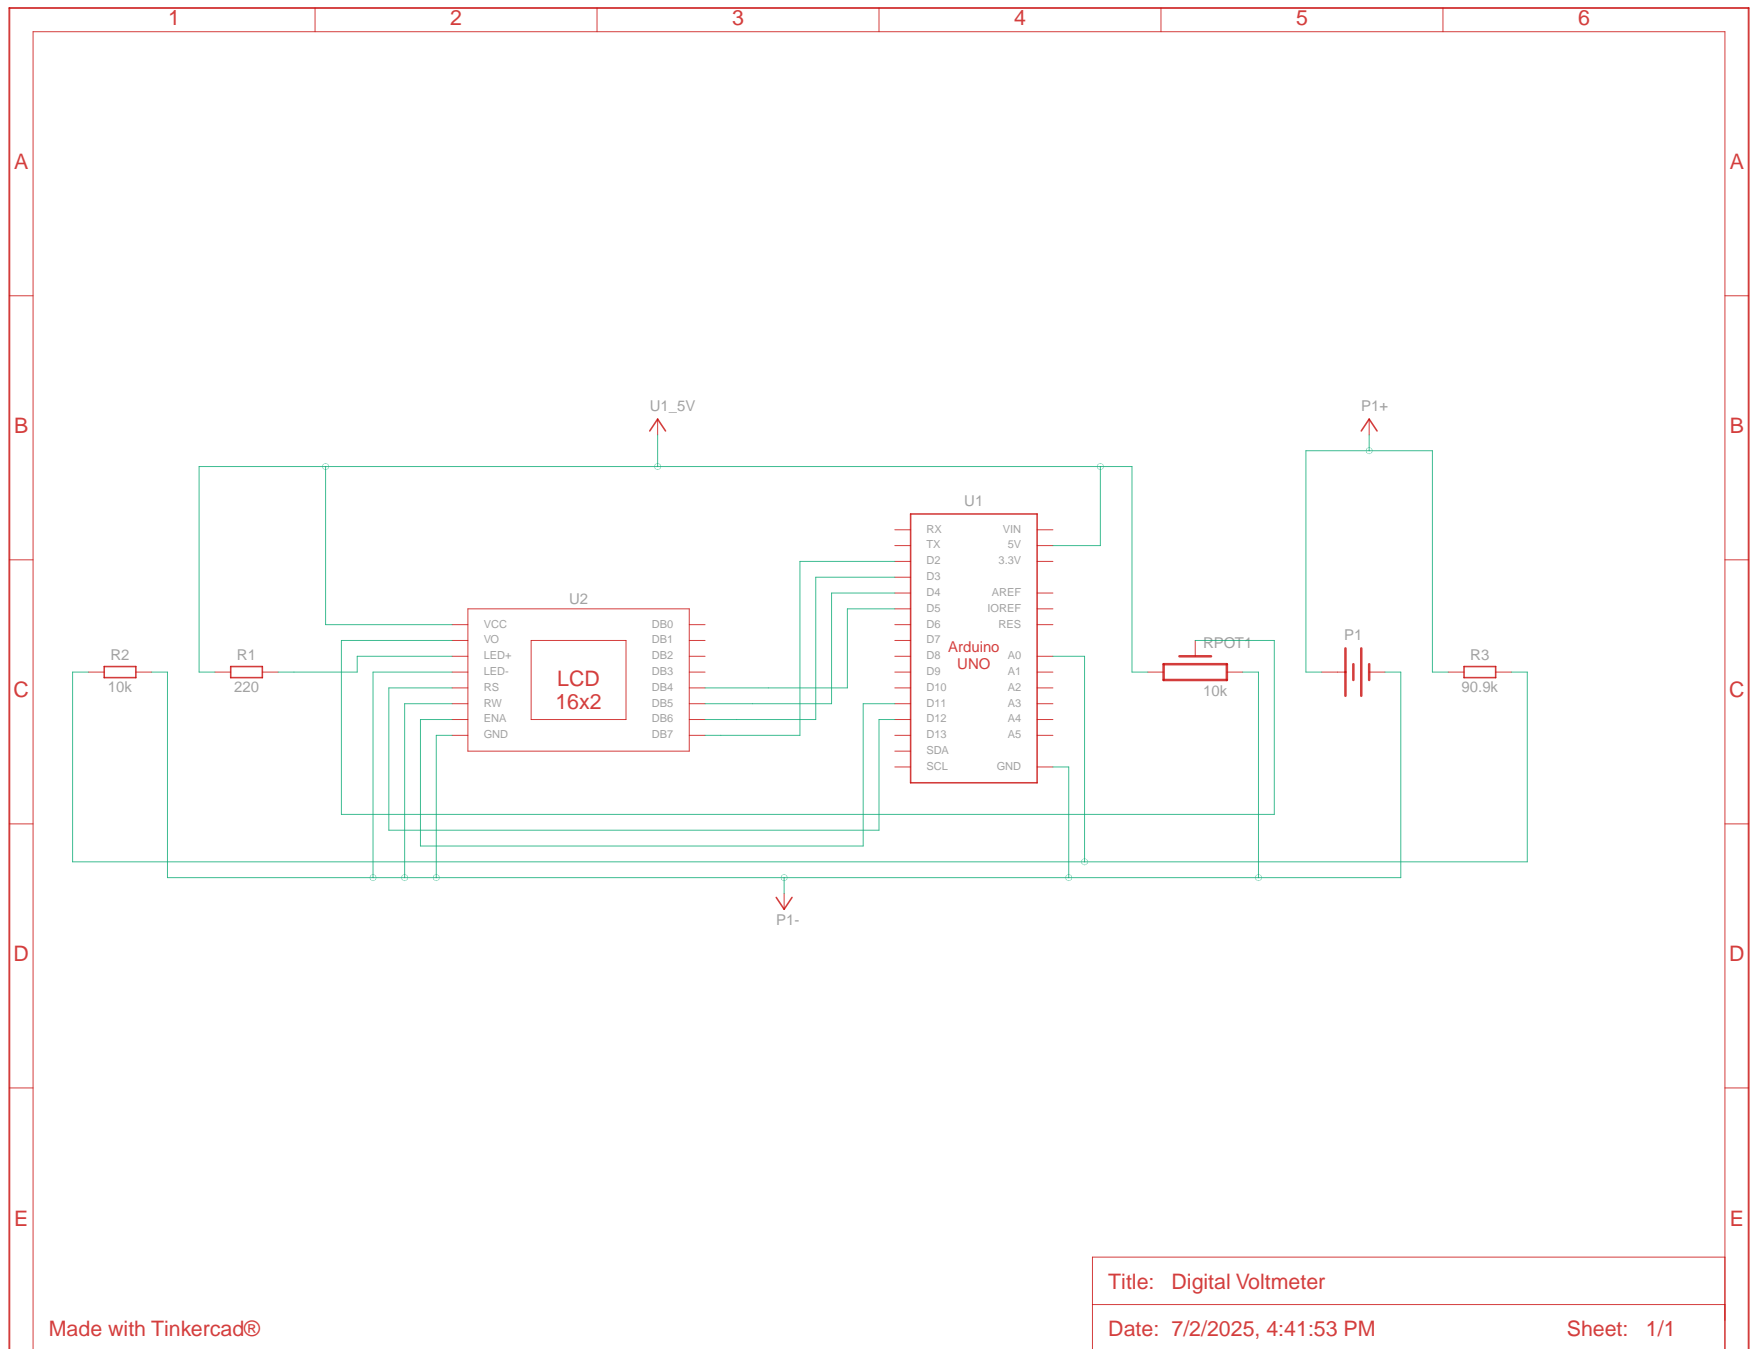 1 2 3 4 5 6
A A
U1_5V P1+
B B
U1
RX VIN
TX 5V
D2 3.3V
D3
D4 AREF
U2
D5 IOREF
VCC DB0 D6 RES
VO DB1 D7
R2 R1 LED+ DB2 D8 Arduino UNO A0 RPOT1 P1 R3
LED- DB3 D9 A1
10k 220 RS LCD DB4 D10 A2 10k 90.9k
C C
RW 16x2 DB5 D11 A3
ENA DB6 D12 A4
GND DB7 D13 A5
SDA
SCL GND
P1-
D D
E E
Title: Digital Voltmeter
Made with Tinkercad® Date: 7/2/2025, 4:41:53 PM Sheet: 1/1